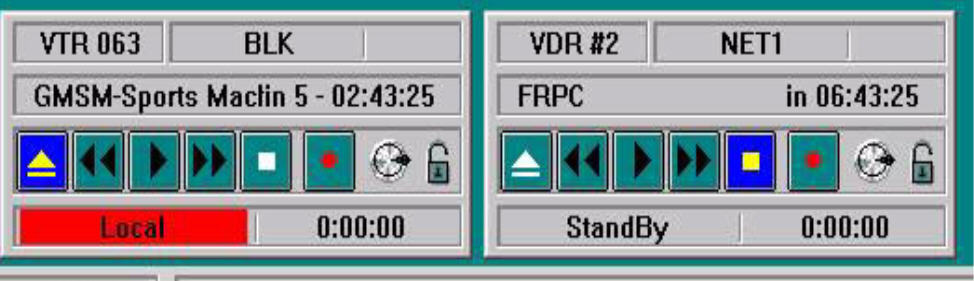 VTR 063 BLK
GMSM-Sports Maclin 5 - 02:43:25
Local 0:00:00
VDR #2 NET1
FRPC in 06:43:25
StandBy 0:00:00